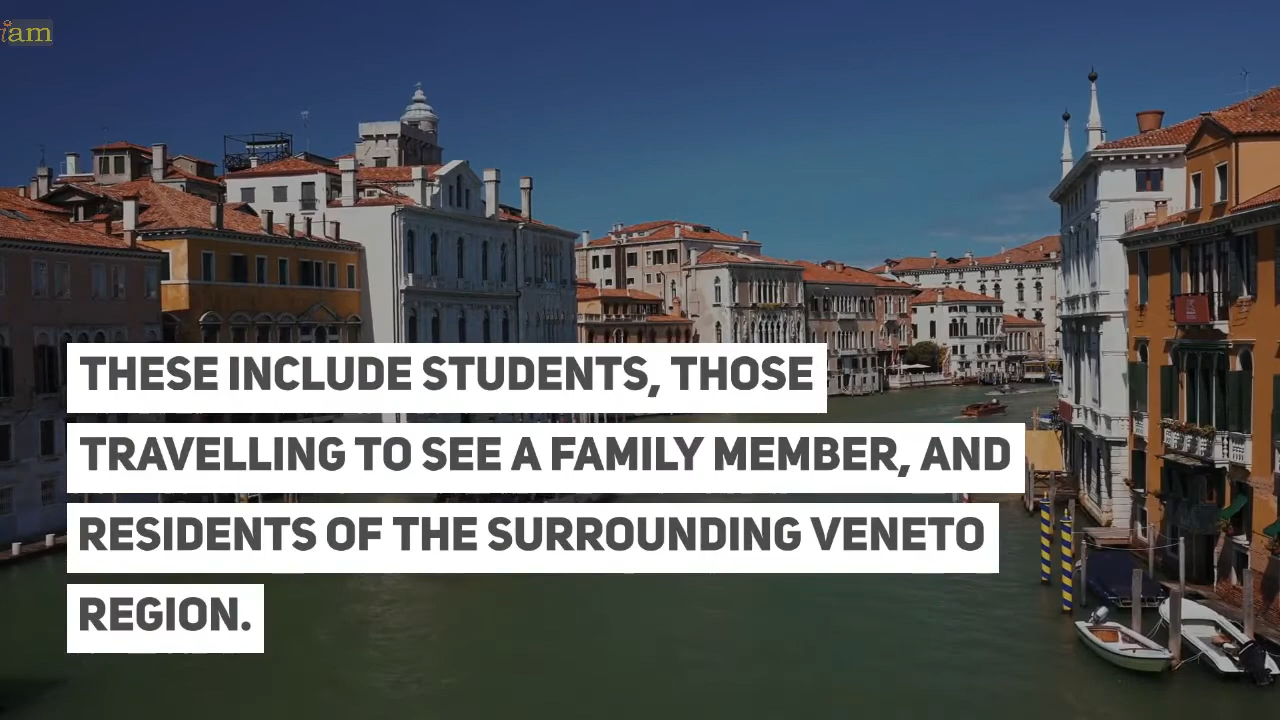 iam
THESE INCLUDE STUDENTS, THOSE
TRAVELLING TO SEE A FAMILY MEMBER, AND
RESIDENTS OF THE SURROUNDING VENETO
REGION.